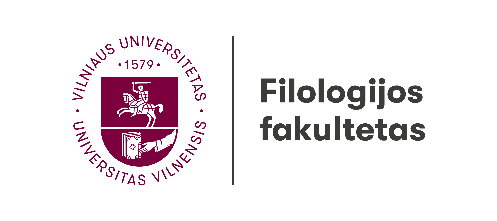 VILNIAUS UNIVERSITETAS
· 1579 ·
UNIVERSITAS VILNENSIS
Filologijos
fakultetas